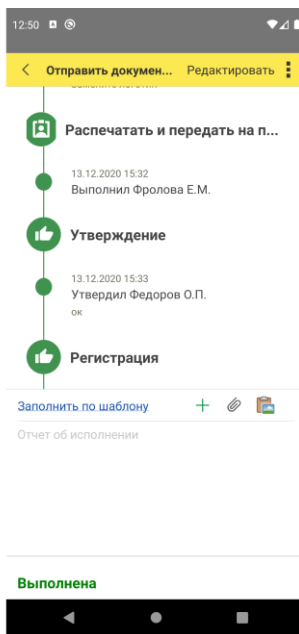 12:50
Отправить докумен... Редактировать
Распечатать и передать на п...
13.12.2020 15:32
Выполнил Фролова Е.М.
Утверждение
13.12.2020 15:33
Утвердил Федоров О.П.
ок
Регистрация
Заполнить по шаблону
Отчет об исполнении
Выполнена